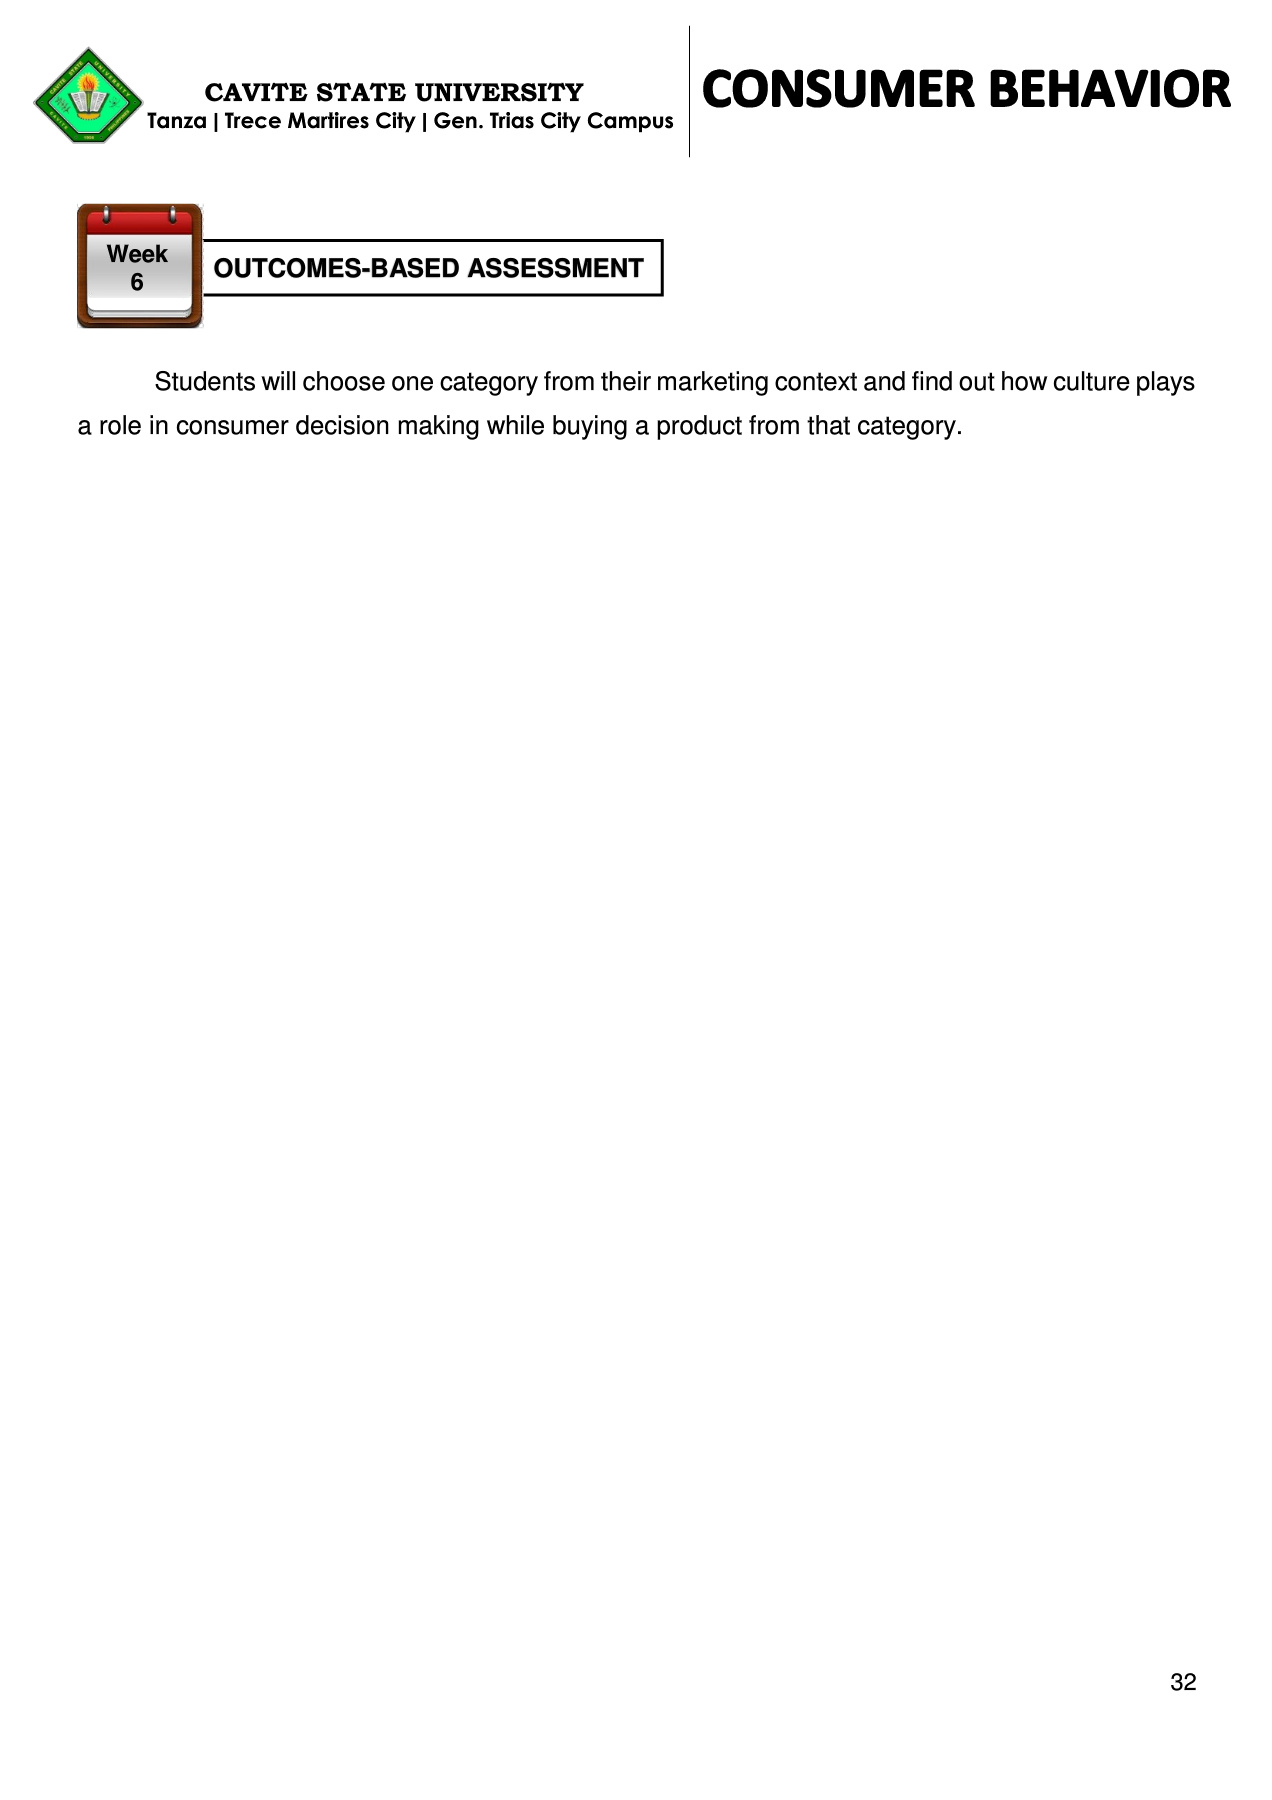 CAVITE STATE UNIVERSITY
Tanza | Trece Martires City | Gen. Trias City Campus
CONSUMER BEHAVIOR
Week
6
OUTCOMES-BASED ASSESSMENT
Students will choose one category from their marketing context and find out how culture plays
a role in consumer decision making while buying a product from that category.
32